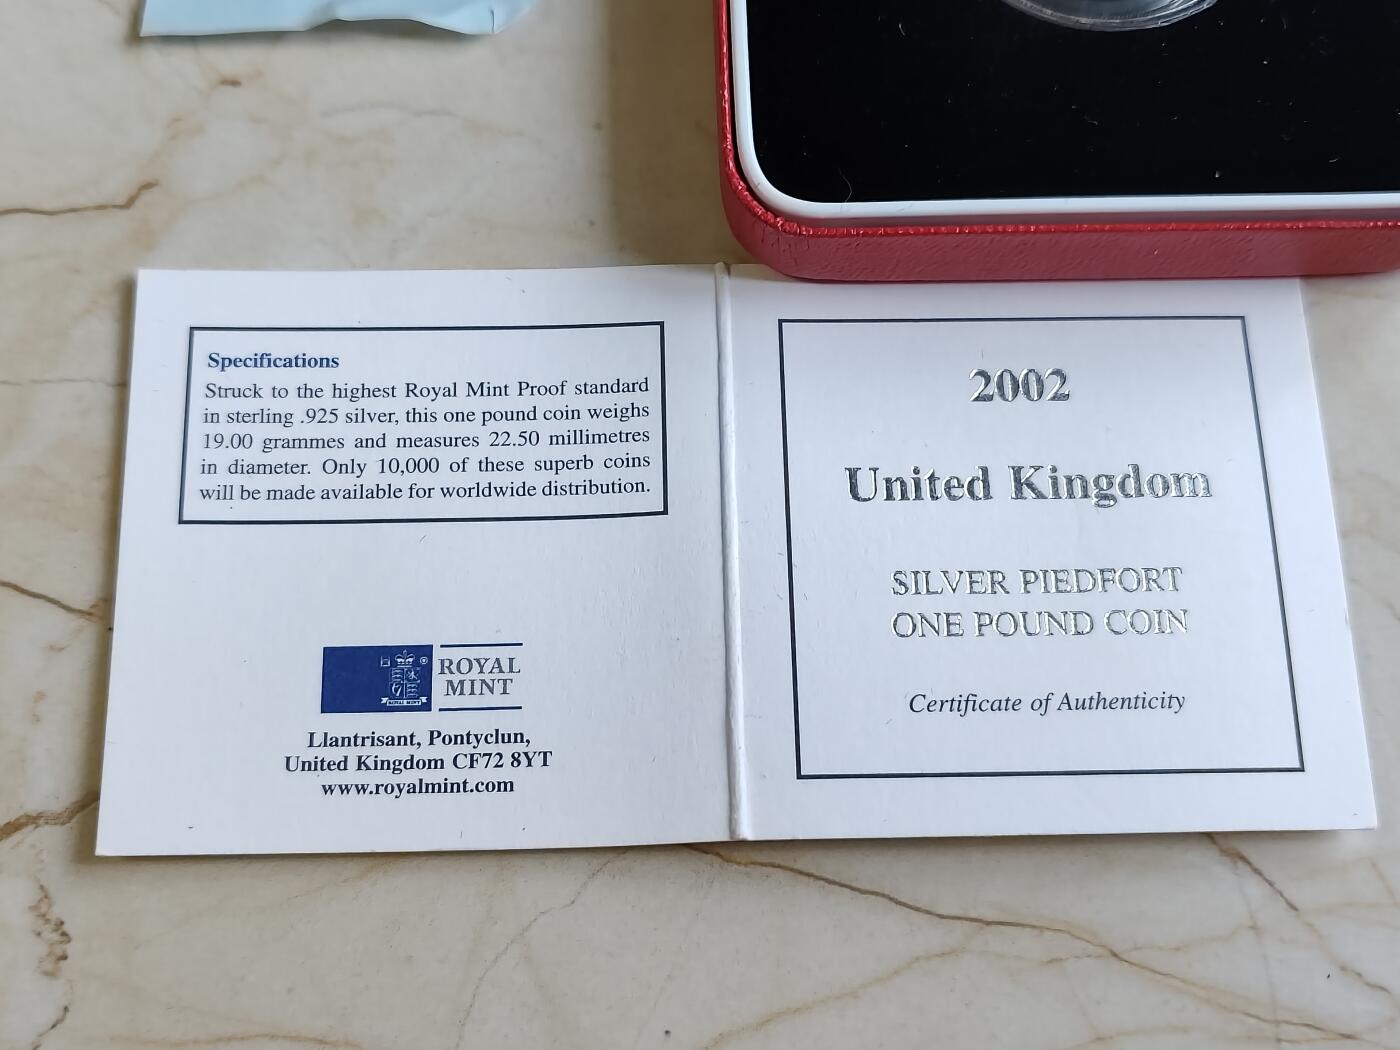 Specifications
Struck to the highest Royal Mint Proof standard
in sterling .925 silver, this one pound coin weighs
19.00 grammes and measures 22.50 millimetres
in diameter. Only 10,000 of these superb coins
will be made available for worldwide distribution.
ROYAL MINT
ROYAL
MINT
Llantrisant, Pontyclun,
United Kingdom CF72 8YT
www.royalmint.com
2002
United Kingdom
SILVER PIEDFORT
ONE POUND COIN
Certificate of Authenticity